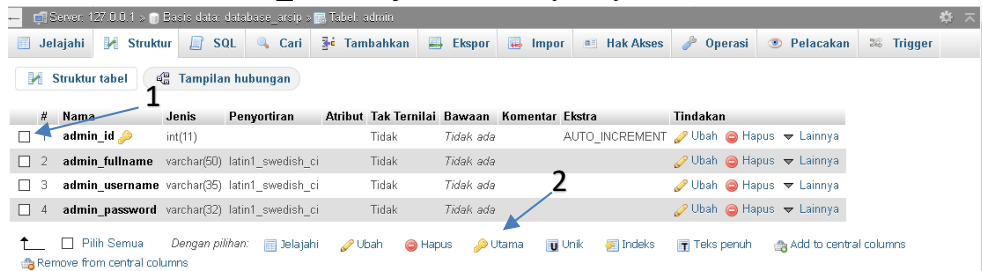 Server: 127.0.0.1 » Basis data: database_arsip » Tabel: admin
Jelajahi Struktur SQL Cari Tambahkan Ekspor Impor Hak Akses Operasi Pelacakan Trigger
Struktur tabel Tampilan hubungan
1
# Nama Jenis Penyortiran Atribut Tak Ternilai Bawaan Komentar Ekstra Tindakan
1 admin_id int(11) Tidak Tidak ada AUTO_INCREMENT Ubah Hapus Lainnya
2 admin_fullname varchar(50) latin1_swedish_ci Tidak Tidak ada Ubah Hapus Lainnya
3 admin_username varchar(35) latin1_swedish_ci Tidak Tidak ada Ubah Hapus Lainnya
2
4 admin_password varchar(32) latin1_swedish_ci Tidak Tidak ada Ubah Hapus Lainnya
Pilih Semua Dengan pilihan: Jelajahi Ubah Hapus Utama Unik Indeks Teks penuh Add to central columns
Remove from central columns